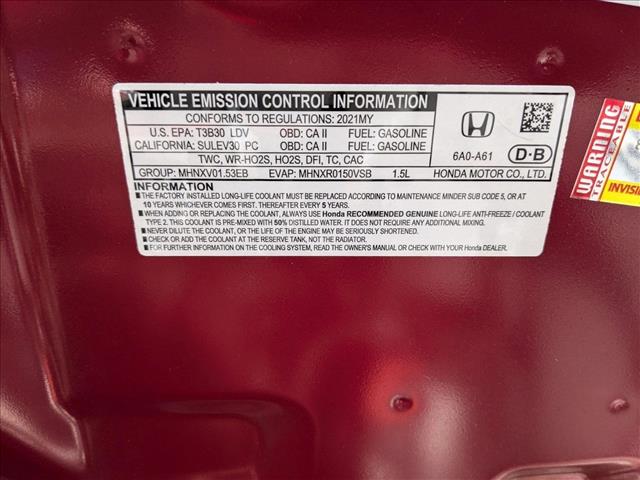 VEHICLE EMISSION CONTROL INFORMATION
CONFORMS TO REGULATIONS: 2021MY
U.S. EPA: T3B30 LDV OBD: CA II FUEL: GASOLINE
CALIFORNIA: SULEV30 PC OBD: CA II FUEL: GASOLINE
TWC, WR-HO2S, HO2S, DFI, TC, CAC
6A0-A61 D-B
GROUP: MHNXV01.53EB EVAP: MHNXR0150VSB 1.5L HONDA MOTOR CO., LTD.
INFORMATION
■ THE FACTORY INSTALLED LONG-LIFE COOLANT MUST BE REPLACED ACCORDING TO MAINTENANCE MINDER SUB CODE 5, OR AT
10 YEARS WHICHEVER COMES FIRST. THEREAFTER EVERY 5 YEARS.
■ WHEN ADDING OR REPLACING THE COOLANT, ALWAYS USE Honda RECOMMENDED GENUINE LONG-LIFE ANTI-FREEZE / COOLANT
TYPE 2. THIS COOLANT IS PRE-MIXED WITH 50% DISTILLED WATER. IT DOES NOT REQUIRE ANY ADDITIONAL MIXING.
■ NEVER DILUTE THE COOLANT, OR THE LIFE OF THE ENGINE MAY BE SERIOUSLY SHORTENED.
■ CHECK AND ADD THE COOLANT AT THE RESERVE TANK, NOT THE RADIATOR.
■ FOR FURTHER INFORMATION ON THE COOLING SYSTEM, READ THE OWNER'S MANUAL OR CHECK WITH YOUR Honda DEALER.
WARNING
TRACEABLE
INVISIB